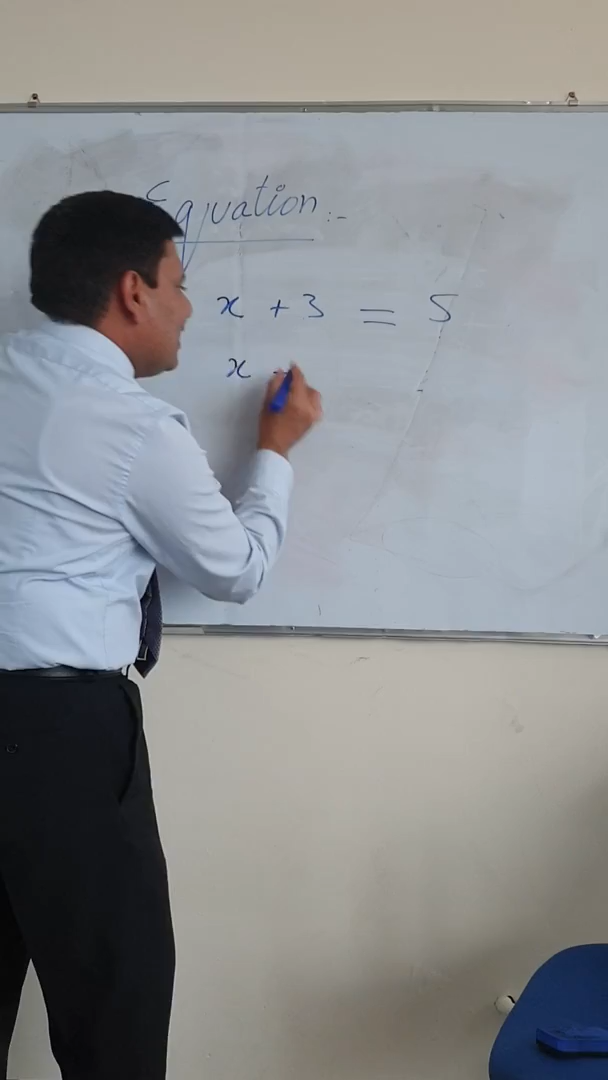 Equation:-
x + 3 = 5
x -